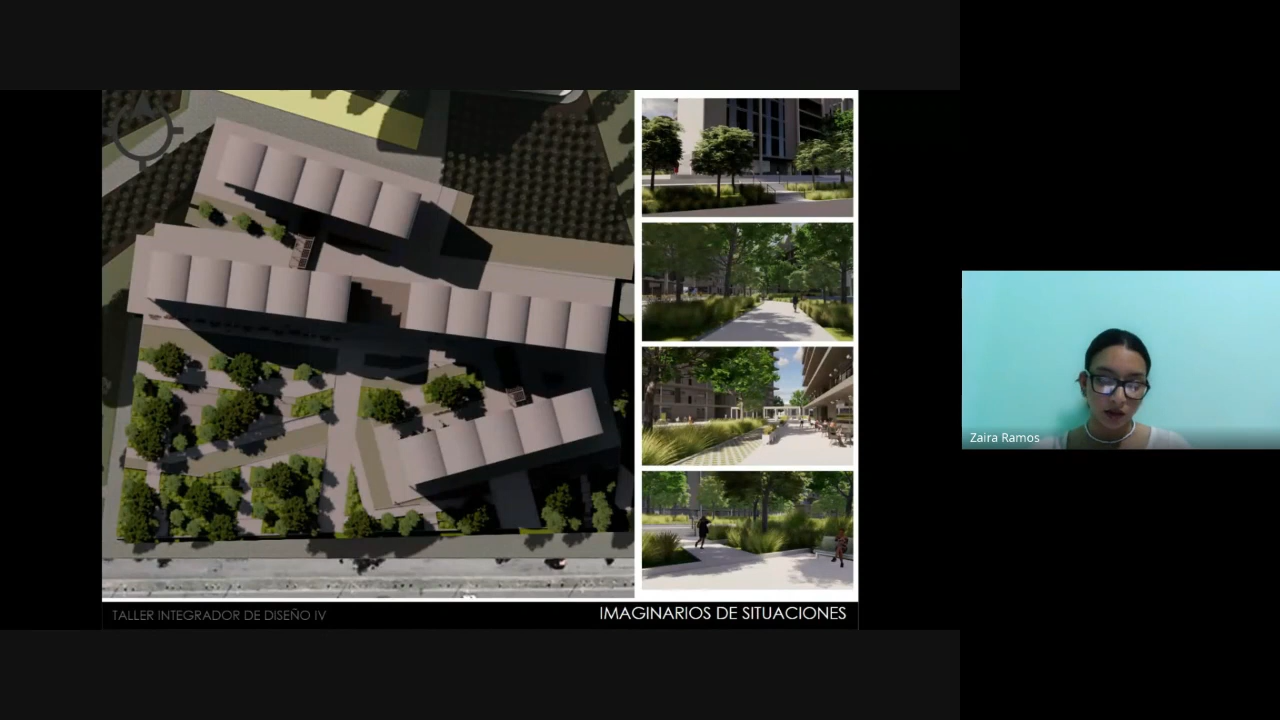 Zaira Ramos
TALLER INTEGRADOR DE DISEÑO IV
IMAGINARIOS DE SITUACIONES